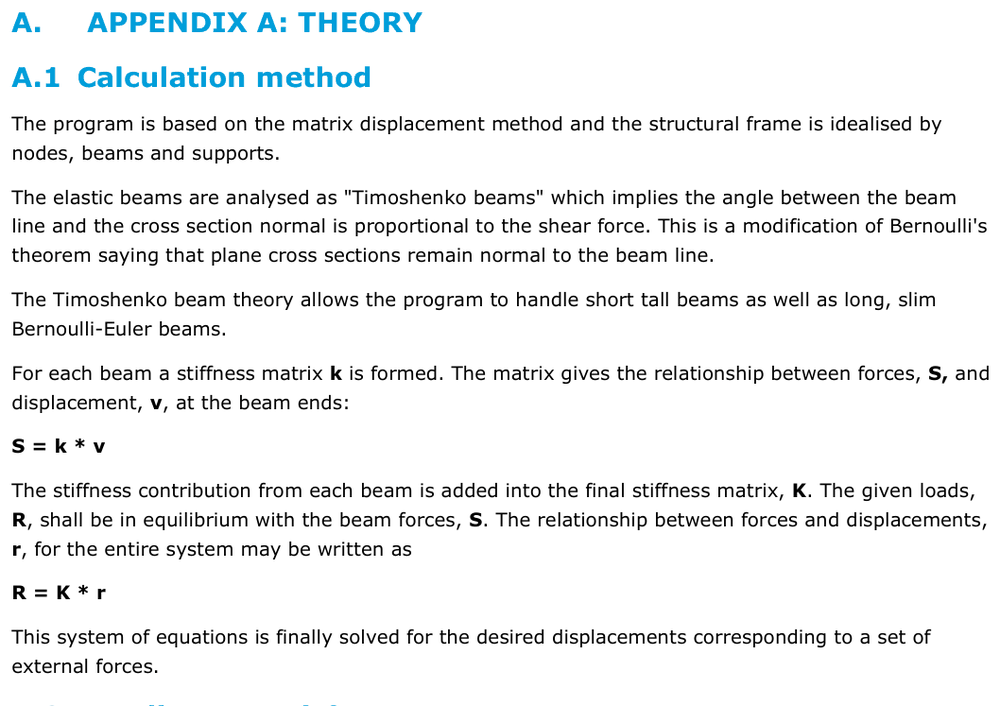 A. APPENDIX A: THEORY
A.1 Calculation method
The program is based on the matrix displacement method and the structural frame is idealised by
nodes, beams and supports.
The elastic beams are analysed as "Timoshenko beams" which implies the angle between the beam
line and the cross section normal is proportional to the shear force. This is a modification of Bernoulli's
theorem saying that plane cross sections remain normal to the beam line.
The Timoshenko beam theory allows the program to handle short tall beams as well as long, slim
Bernoulli-Euler beams.
For each beam a stiffness matrix k is formed. The matrix gives the relationship between forces, S, and
displacement, v, at the beam ends:
S = k * v
The stiffness contribution from each beam is added into the final stiffness matrix, K. The given loads,
R, shall be in equilibrium with the beam forces, S. The relationship between forces and displacements,
r, for the entire system may be written as
R = K * r
This system of equations is finally solved for the desired displacements corresponding to a set of
external forces.